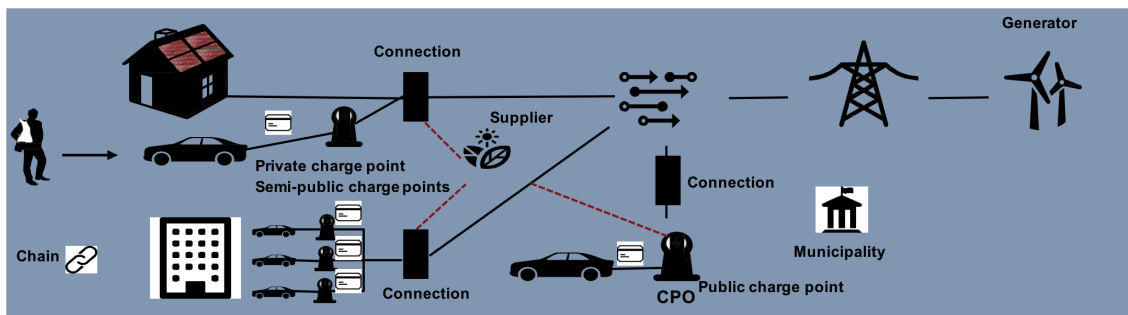 Generator
Connection
Supplier
Private charge point
Semi-public charge points
Connection
Chain
Municipality
Connection
CPO
Public charge point